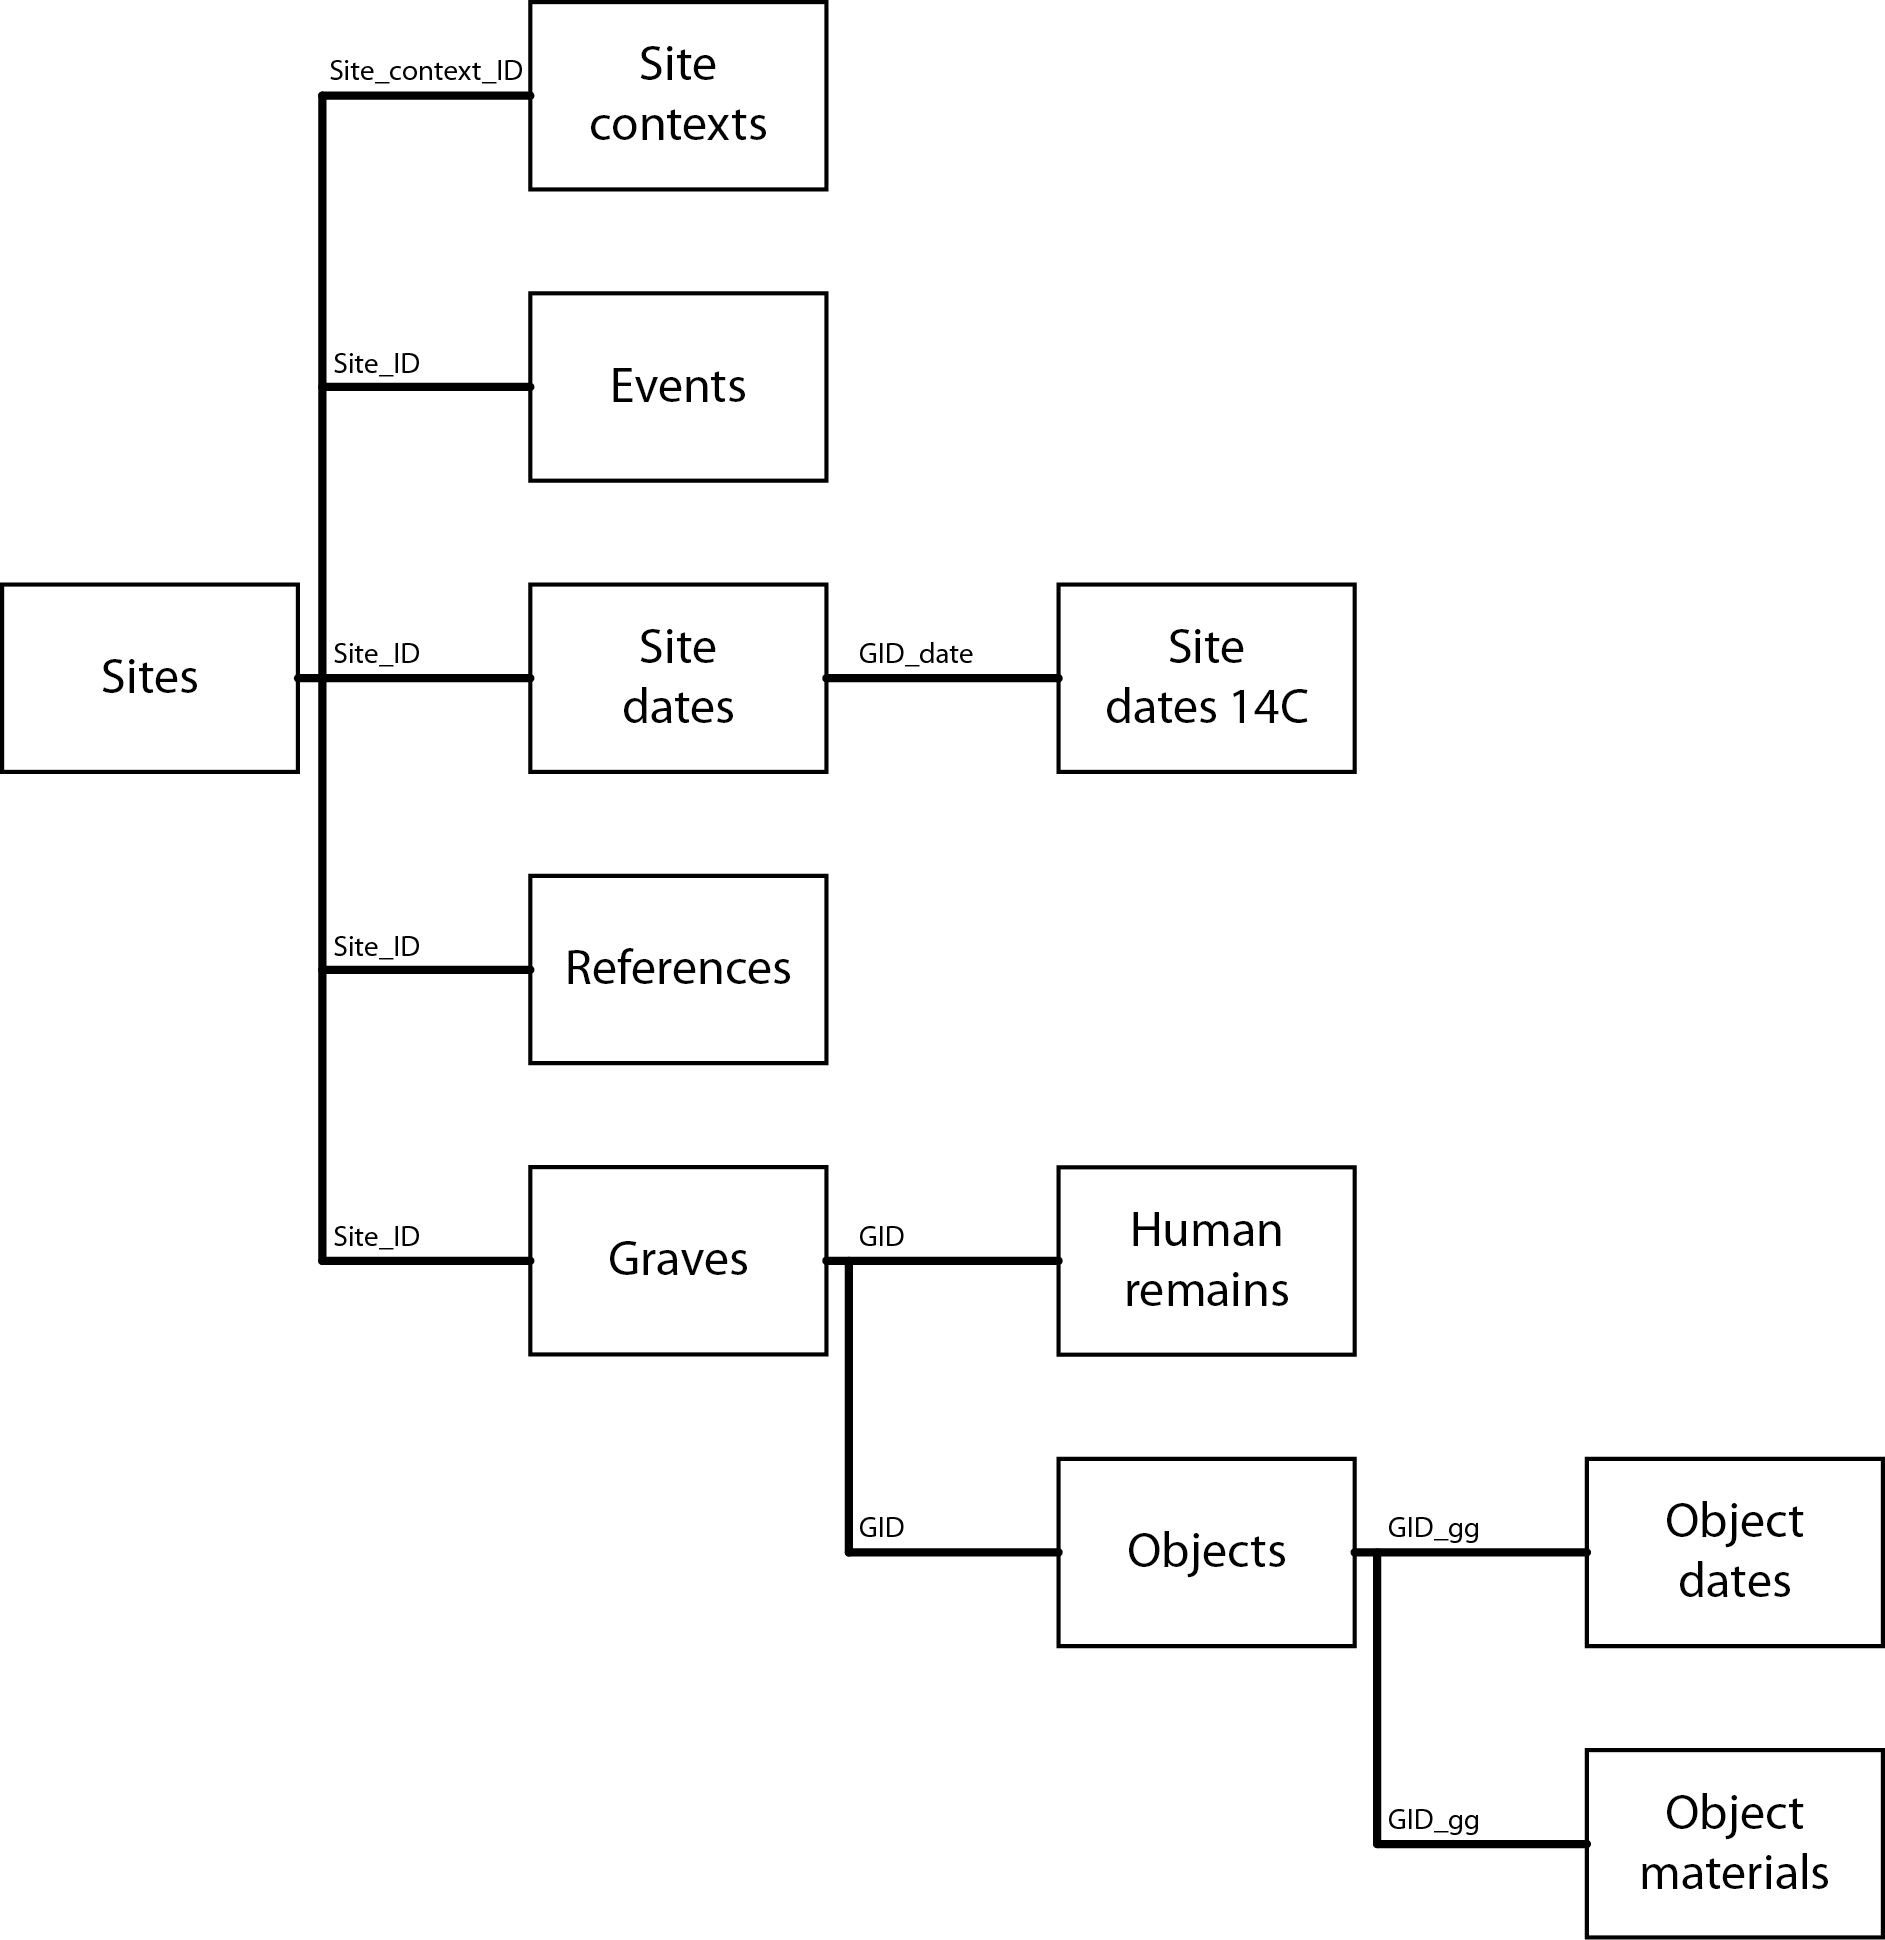 Site_context_ID
Site
contexts
Site_ID
Events
Sites
Site_ID
Site
dates
GID_date
Site
dates 14C
Site_ID
References
Site_ID
Graves
GID
Human
remains
GID
Objects
GID_gg
Object
dates
GID_gg
Object
materials